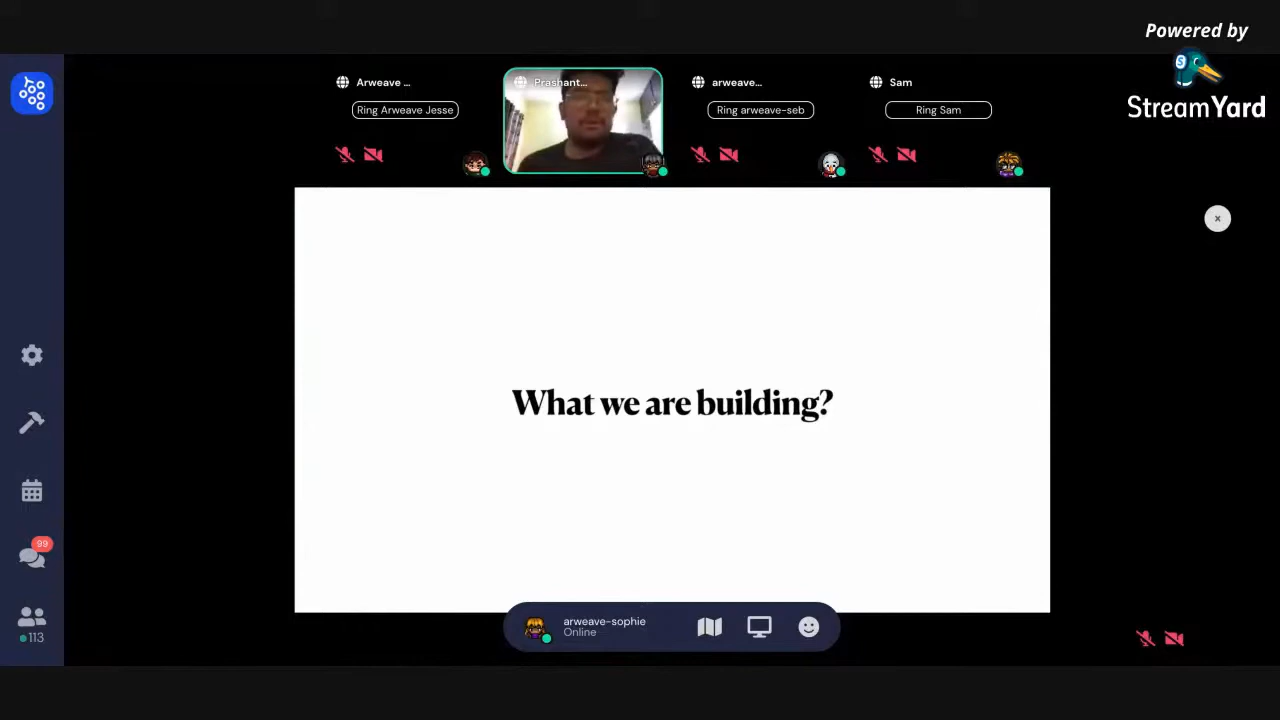 Powered by
StreamYard
Arweave ...
Ring Arweave Jesse
Prashant...
arweave...
Ring arweave-seb
Sam
Ring Sam
What we are building?
99
113
arweave-sophie
Online